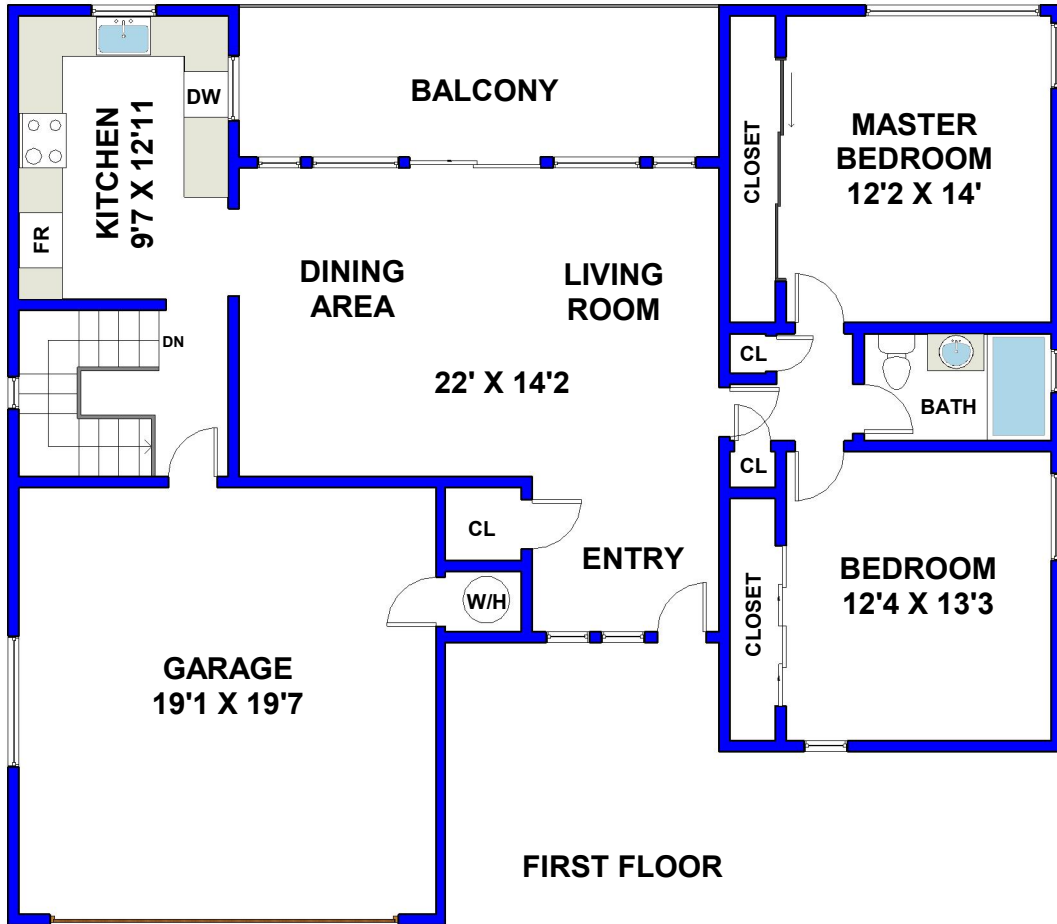 BALCONY
DW
KITCHEN
9'7 X 12'11
FR
CLOSET
MASTER
BEDROOM
12'2 X 14'
DINING
AREA
LIVING
ROOM
DN
22' X 14'2
CL
BATH
CL
CL
ENTRY
W/H
CLOSET
BEDROOM
12'4 X 13'3
GARAGE
19'1 X 19'7
FIRST FLOOR